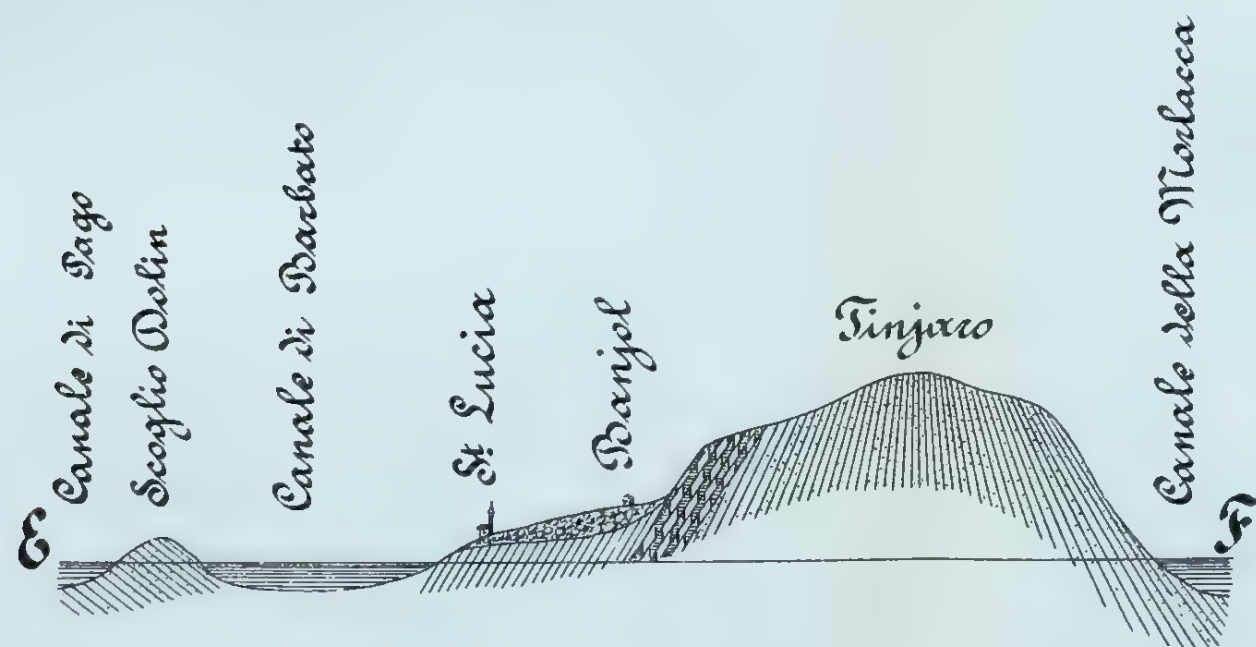 Canale di Pago
Scoglio Dolin
Canale di Barbato
St. Lucia
Banjol
Tinjaro
Canale della Morlacca
F